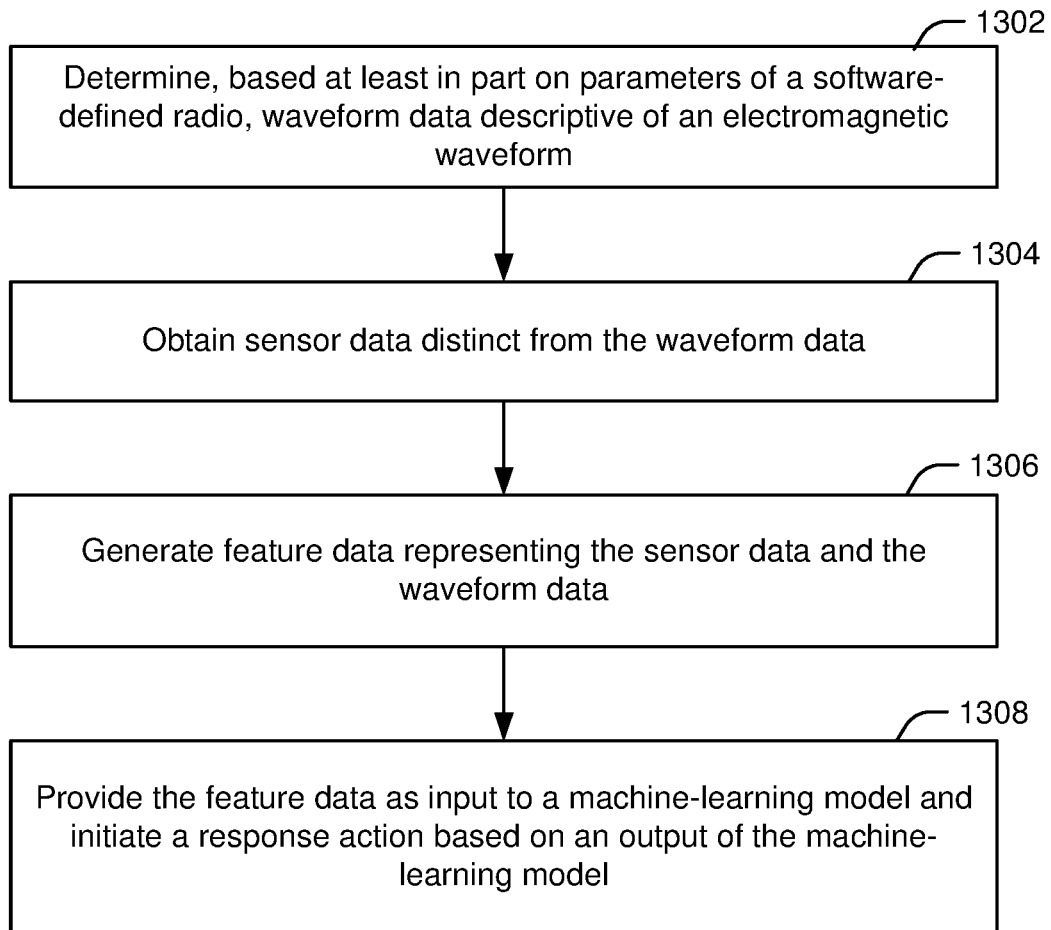 1302
Determine, based at least in part on parameters of a software-
defined radio, waveform data descriptive of an electromagnetic
waveform
1304
Obtain sensor data distinct from the waveform data
1306
Generate feature data representing the sensor data and the
waveform data
1308
Provide the feature data as input to a machine-learning model and
initiate a response action based on an output of the machine-
learning model